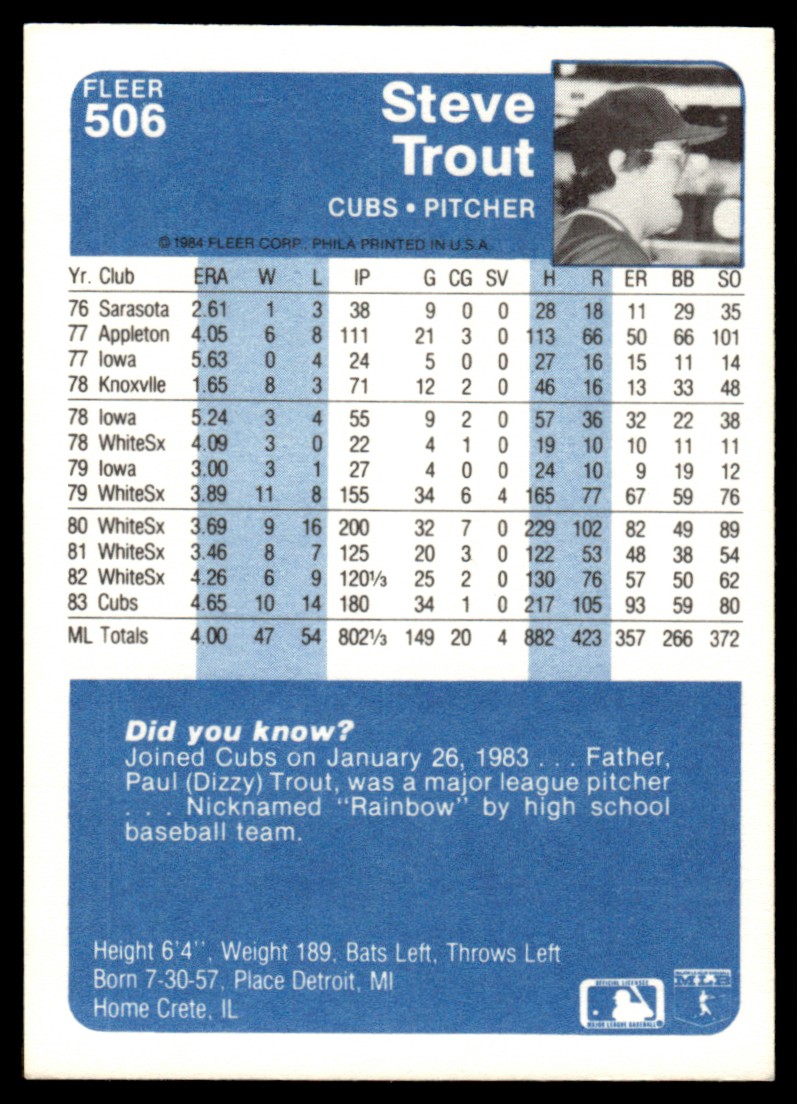 FLEER
506
Steve
Trout
CUBS • PITCHER
© 1984 FLEER CORP. PHILA PRINTED IN U.S.A.
Yr. Club ERA W L IP G CG SV H R ER BB SO
76 Sarasota 2.61 1 3 38 9 0 0 28 18 11 29 35
77 Appleton 4.05 6 8 111 21 3 0 113 66 50 66 101
77 Iowa 5.63 0 4 24 5 0 0 27 16 15 11 14
78 Knoxvlle 1.65 8 3 71 12 2 0 46 16 13 33 48
78 Iowa 5.24 3 4 55 9 2 0 57 36 32 22 38
78 WhiteSx 4.09 3 0 22 4 1 0 19 10 10 11 11
79 Iowa 3.00 3 1 27 4 0 0 24 10 9 19 12
79 WhiteSx 3.89 11 8 155 34 6 4 165 77 67 59 76
80 WhiteSx 3.69 9 16 200 32 7 0 229 102 82 49 89
81 WhiteSx 3.46 8 7 125 20 3 0 122 53 48 38 54
82 WhiteSx 4.26 6 9 120⅓ 25 2 0 130 76 57 50 62
83 Cubs 4.65 10 14 180 34 1 0 217 105 93 59 80
ML Totals 4.00 47 54 802⅓ 149 20 4 882 423 357 266 372
Did you know?
Joined Cubs on January 26, 1983 . . . Father,
Paul (Dizzy) Trout, was a major league pitcher
. . . Nicknamed "Rainbow" by high school
baseball team.
Height 6'4", Weight 189, Bats Left, Throws Left
Born 7-30-57, Place Detroit, MI
Home Crete, IL
OFFICIAL LICENSEE
MAJOR LEAGUE BASEBALL
MLB